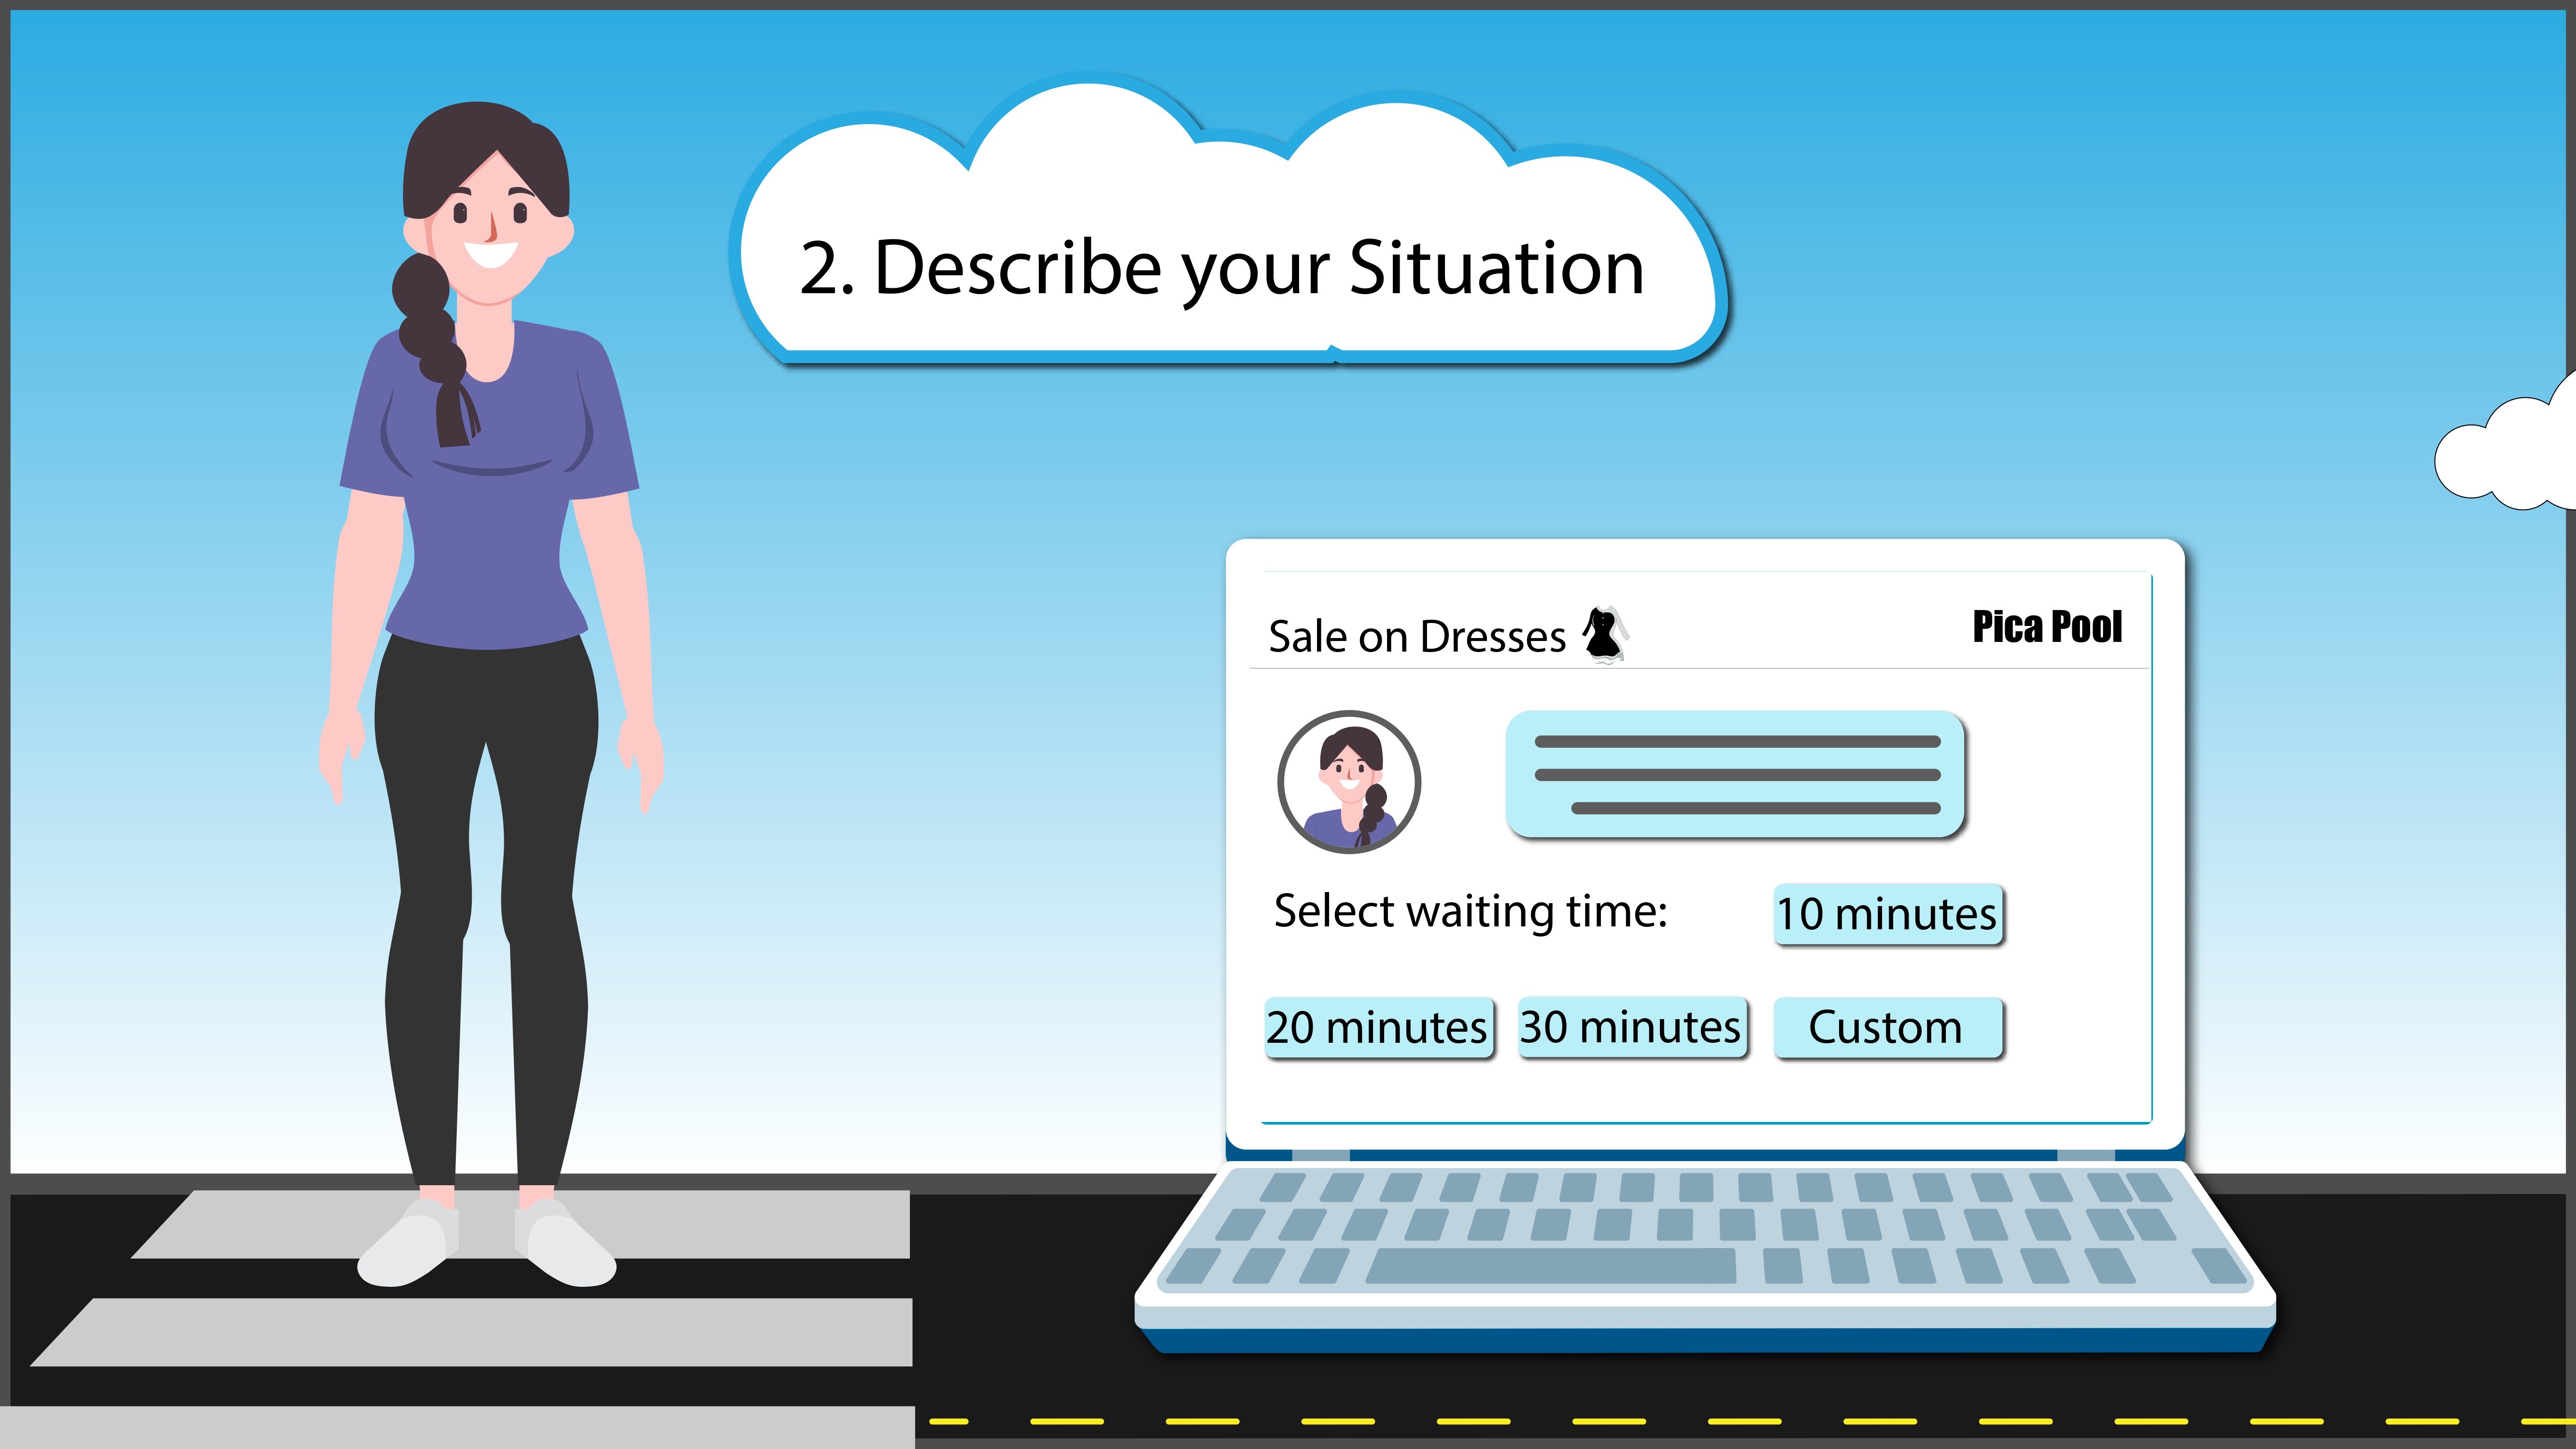 2. Describe your Situation
Sale on Dresses
Pica Pool
Select waiting time:
10 minutes
20 minutes
30 minutes
Custom